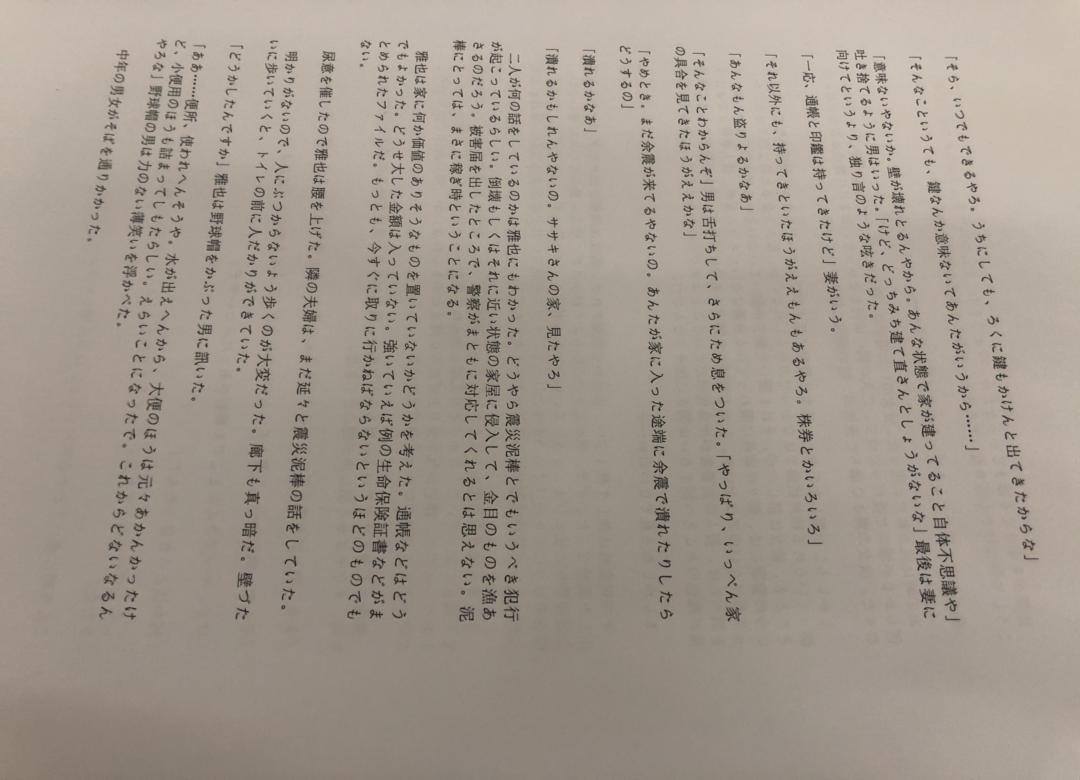 「そら、いつでもできるやろ。うちにしても、ろくに鍵もかけんと出てきたからな」
「そんなこというても、鍵なんか意味ないてあんたがいうから……」
「意味ないやないか。壁が壊れとるんやから。あんな状態で家が建ってること自体不思議や」
吐き捨てるように男はいった。「けど、どっちみち建て直さんとしょうがないな」最後は妻に
向けてというより、独り言のような呟きだった。
「一応、通帳と印鑑は持ってきたけど」妻がいう。
「それ以外にも、持ってきといたほうがええもんもあるやろ。株券とかいろいろ」
「あんなもん盗りよるかなあ」
「そんなことわからんぞ」男は舌打ちして、さらにため息をついた。「やっぱり、いっぺん家
の具合を見てきたほうがええかな」
「やめとき。まだ余震が来てるやないの。あんたが家に入った途端に余震で潰れたりしたら
どうするの」
「潰れるかなあ」
「潰れるかもしれんやないの。ササキさんの家、見たやろ」
二人が何の話をしているのかは雅也にもわかった。どうやら震災泥棒とでもいうべき犯行
が起こっているらしい。倒壊もしくはそれに近い状態の家屋に侵入して、金目のものを漁あ
さるのだろう。被害届を出したところで、警察がまともに対応してくれるとは思えない。泥
棒にとっては、まさに稼ぎ時ということになる。
雅也は家に何か価値のありそうなものを置いていないかどうかを考えた。通帳などはどう
でもよかった。どうせ大した金額は入っていない。強いていえば例の生命保険証書などがま
とめられたファイルだ。もっとも、今すぐに取りに行かねばならないというほどのものでも
ない。
尿意を催したので雅也は腰を上げた。隣の夫婦は、まだ延々と震災泥棒の話をしていた。
明かりがないので、人にぶつからないよう歩くのが大変だった。廊下も真っ暗だ。壁づた
いに歩いていくと、トイレの前に人だかりができていた。
「どうかしたんですか」雅也は野球帽をかぶった男に訊いた。
「ああ……便所、使われへんそうや。水が出えへんから、大便のほうは元々あかんかったけ
ど、小便用のほうも詰まってしもたらしい。えらいことになったで。これからどないなるん
やろな」野球帽の男は力のない薄笑いを浮かべた。
中年の男女がそばを通りかかった。